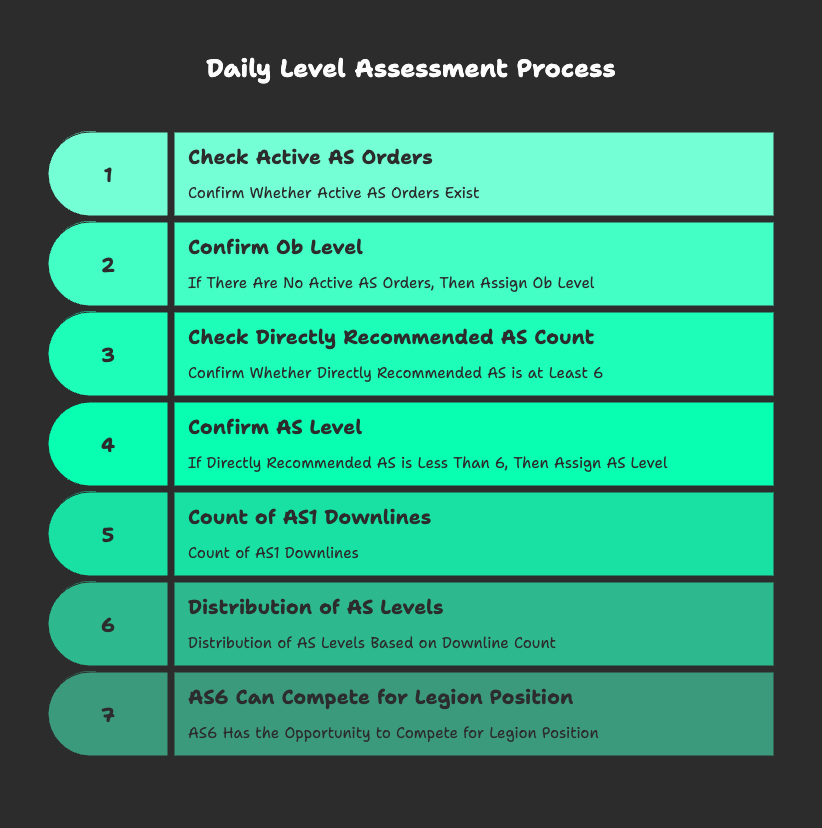 Daily Level Assessment Process
1
Check Active AS Orders
Confirm Whether Active AS Orders Exist
2
Confirm Ob Level
If There Are No Active AS Orders, Then Assign Ob Level
3
Check Directly Recommended AS Count
Confirm Whether Directly Recommended AS is at Least 6
4
Confirm AS Level
If Directly Recommended AS is Less Than 6, Then Assign AS Level
5
Count of AS1 Downlines
Count of AS1 Downlines
6
Distribution of AS Levels
Distribution of AS Levels Based on Downline Count
7
AS6 Can Compete for Legion Position
AS6 Has the Opportunity to Compete for Legion Position